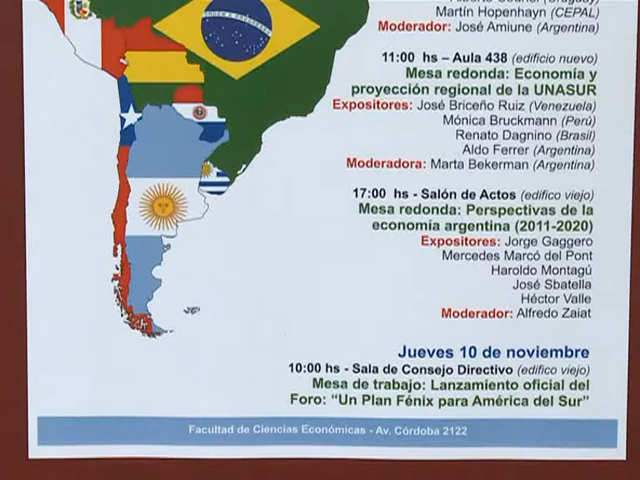 Martín Hopenhayn (CEPAL)
Moderador: José Amiune (Argentina)
11:00 hs – Aula 438 (edificio nuevo)
Mesa redonda: Economía y
proyección regional de la UNASUR
Expositores: José Briceño Ruiz (Venezuela)
Mónica Bruckmann (Perú)
Renato Dagnino (Brasil)
Aldo Ferrer (Argentina)
Moderadora: Marta Bekerman (Argentina)
17:00 hs - Salón de Actos (edifico viejo)
Mesa redonda: Perspectivas de la
economía argentina (2011-2020)
Expositores: Jorge Gaggero
Mercedes Marcó del Pont
Haroldo Montagú
José Sbatella
Héctor Valle
Moderador: Alfredo Zaiat
Jueves 10 de noviembre
10:00 hs - Sala de Consejo Directivo (edifico viejo)
Mesa de trabajo: Lanzamiento oficial del
Foro: “Un Plan Fénix para América del Sur”
Facultad de Ciencias Económicas - Av. Córdoba 2122